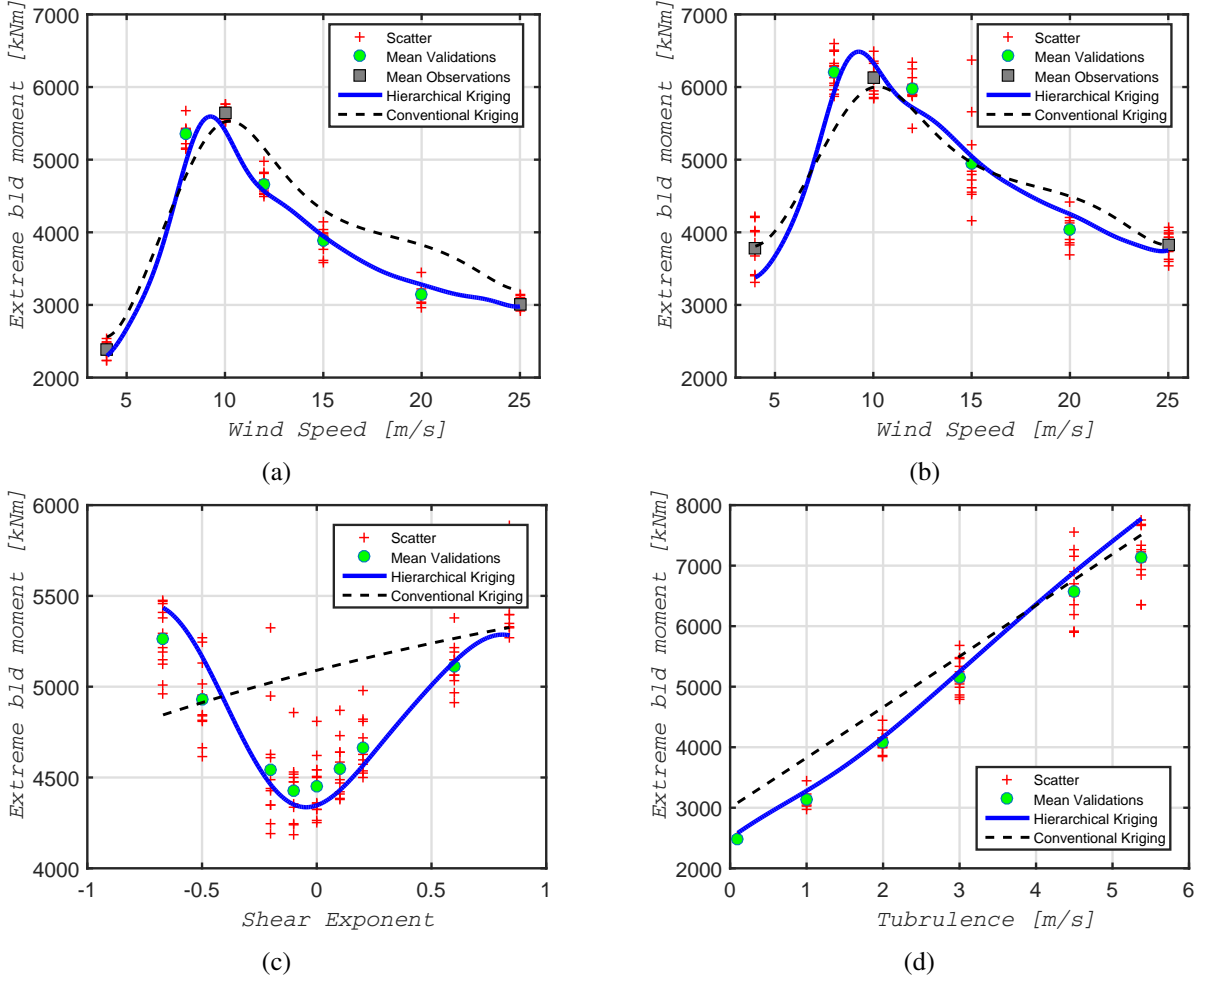 7000
6000
5000
4000
3000
2000
Extreme bld moment [kNm]
Scatter
Mean Validations
Mean Observations
Hierarchical Kriging
Conventional Kriging
5 10 15 20 25
Wind Speed [m/s]
(a)
7000
6000
5000
4000
3000
2000
Extreme bld moment [kNm]
Scatter
Mean Validations
Mean Observations
Hierarchical Kriging
Conventional Kriging
5 10 15 20 25
Wind Speed [m/s]
(b)
6000
5500
5000
4500
4000
Extreme bld moment [kNm]
Scatter
Mean Validations
Hierarchical Kriging
Conventional Kriging
-1 -0.5 0 0.5 1
Shear Exponent
(c)
8000
7000
6000
5000
4000
3000
2000
Extreme bld moment [kNm]
Scatter
Mean Validations
Hierarchical Kriging
Conventional Kriging
0 1 2 3 4 5 6
Tubrulence [m/s]
(d)